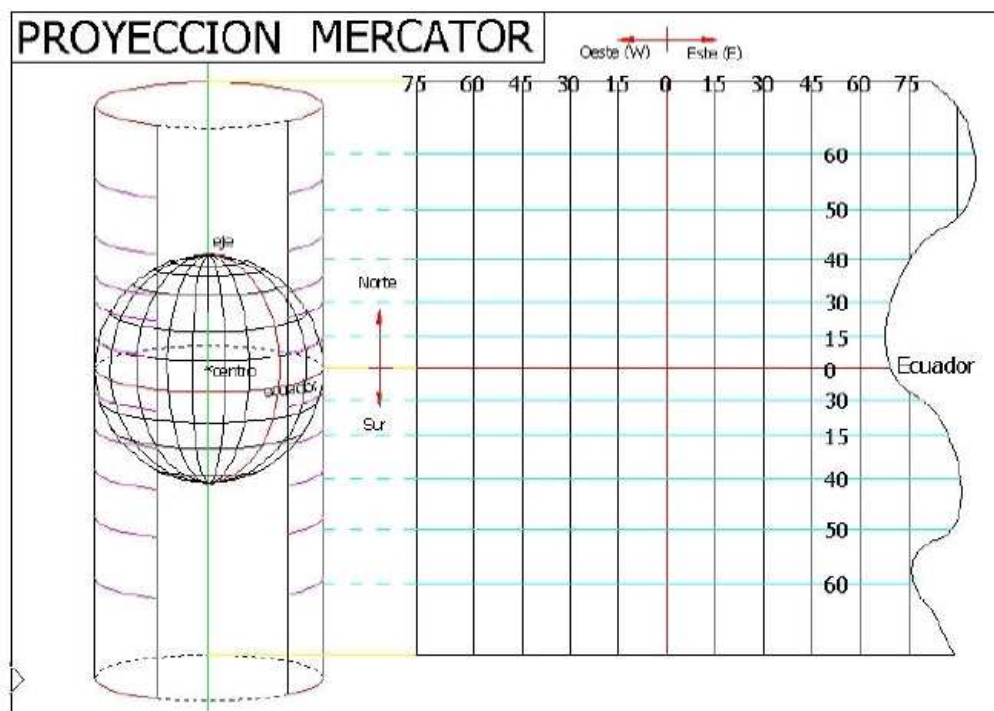 PROYECCION MERCATOR
Oeste (W) Este (E)
75 60 45 30 15 0 15 30 45 60 75
60
50
eje
40
Norte
30
15
*centro
0 Ecuador
ecuador
30
Sur
15
40
50
60